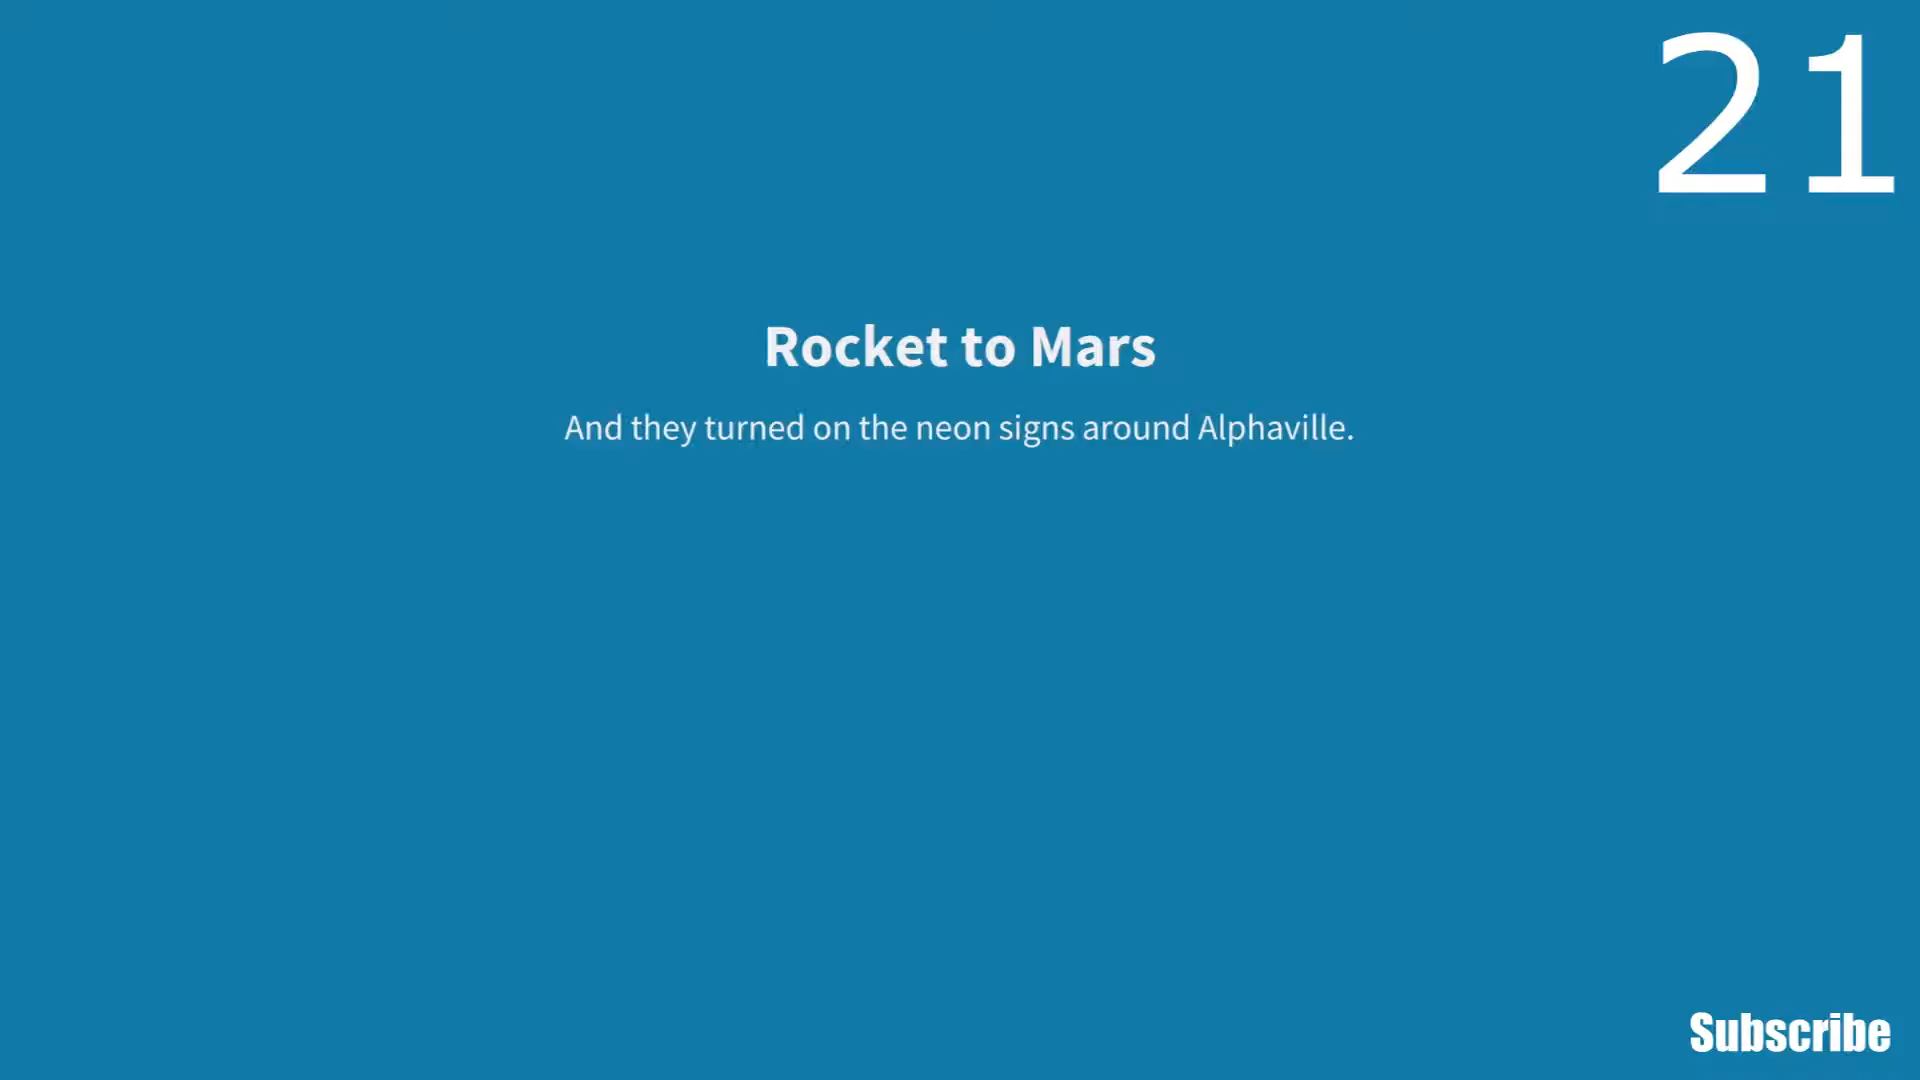 21
Rocket to Mars
And they turned on the neon signs around Alphaville.
Subscribe